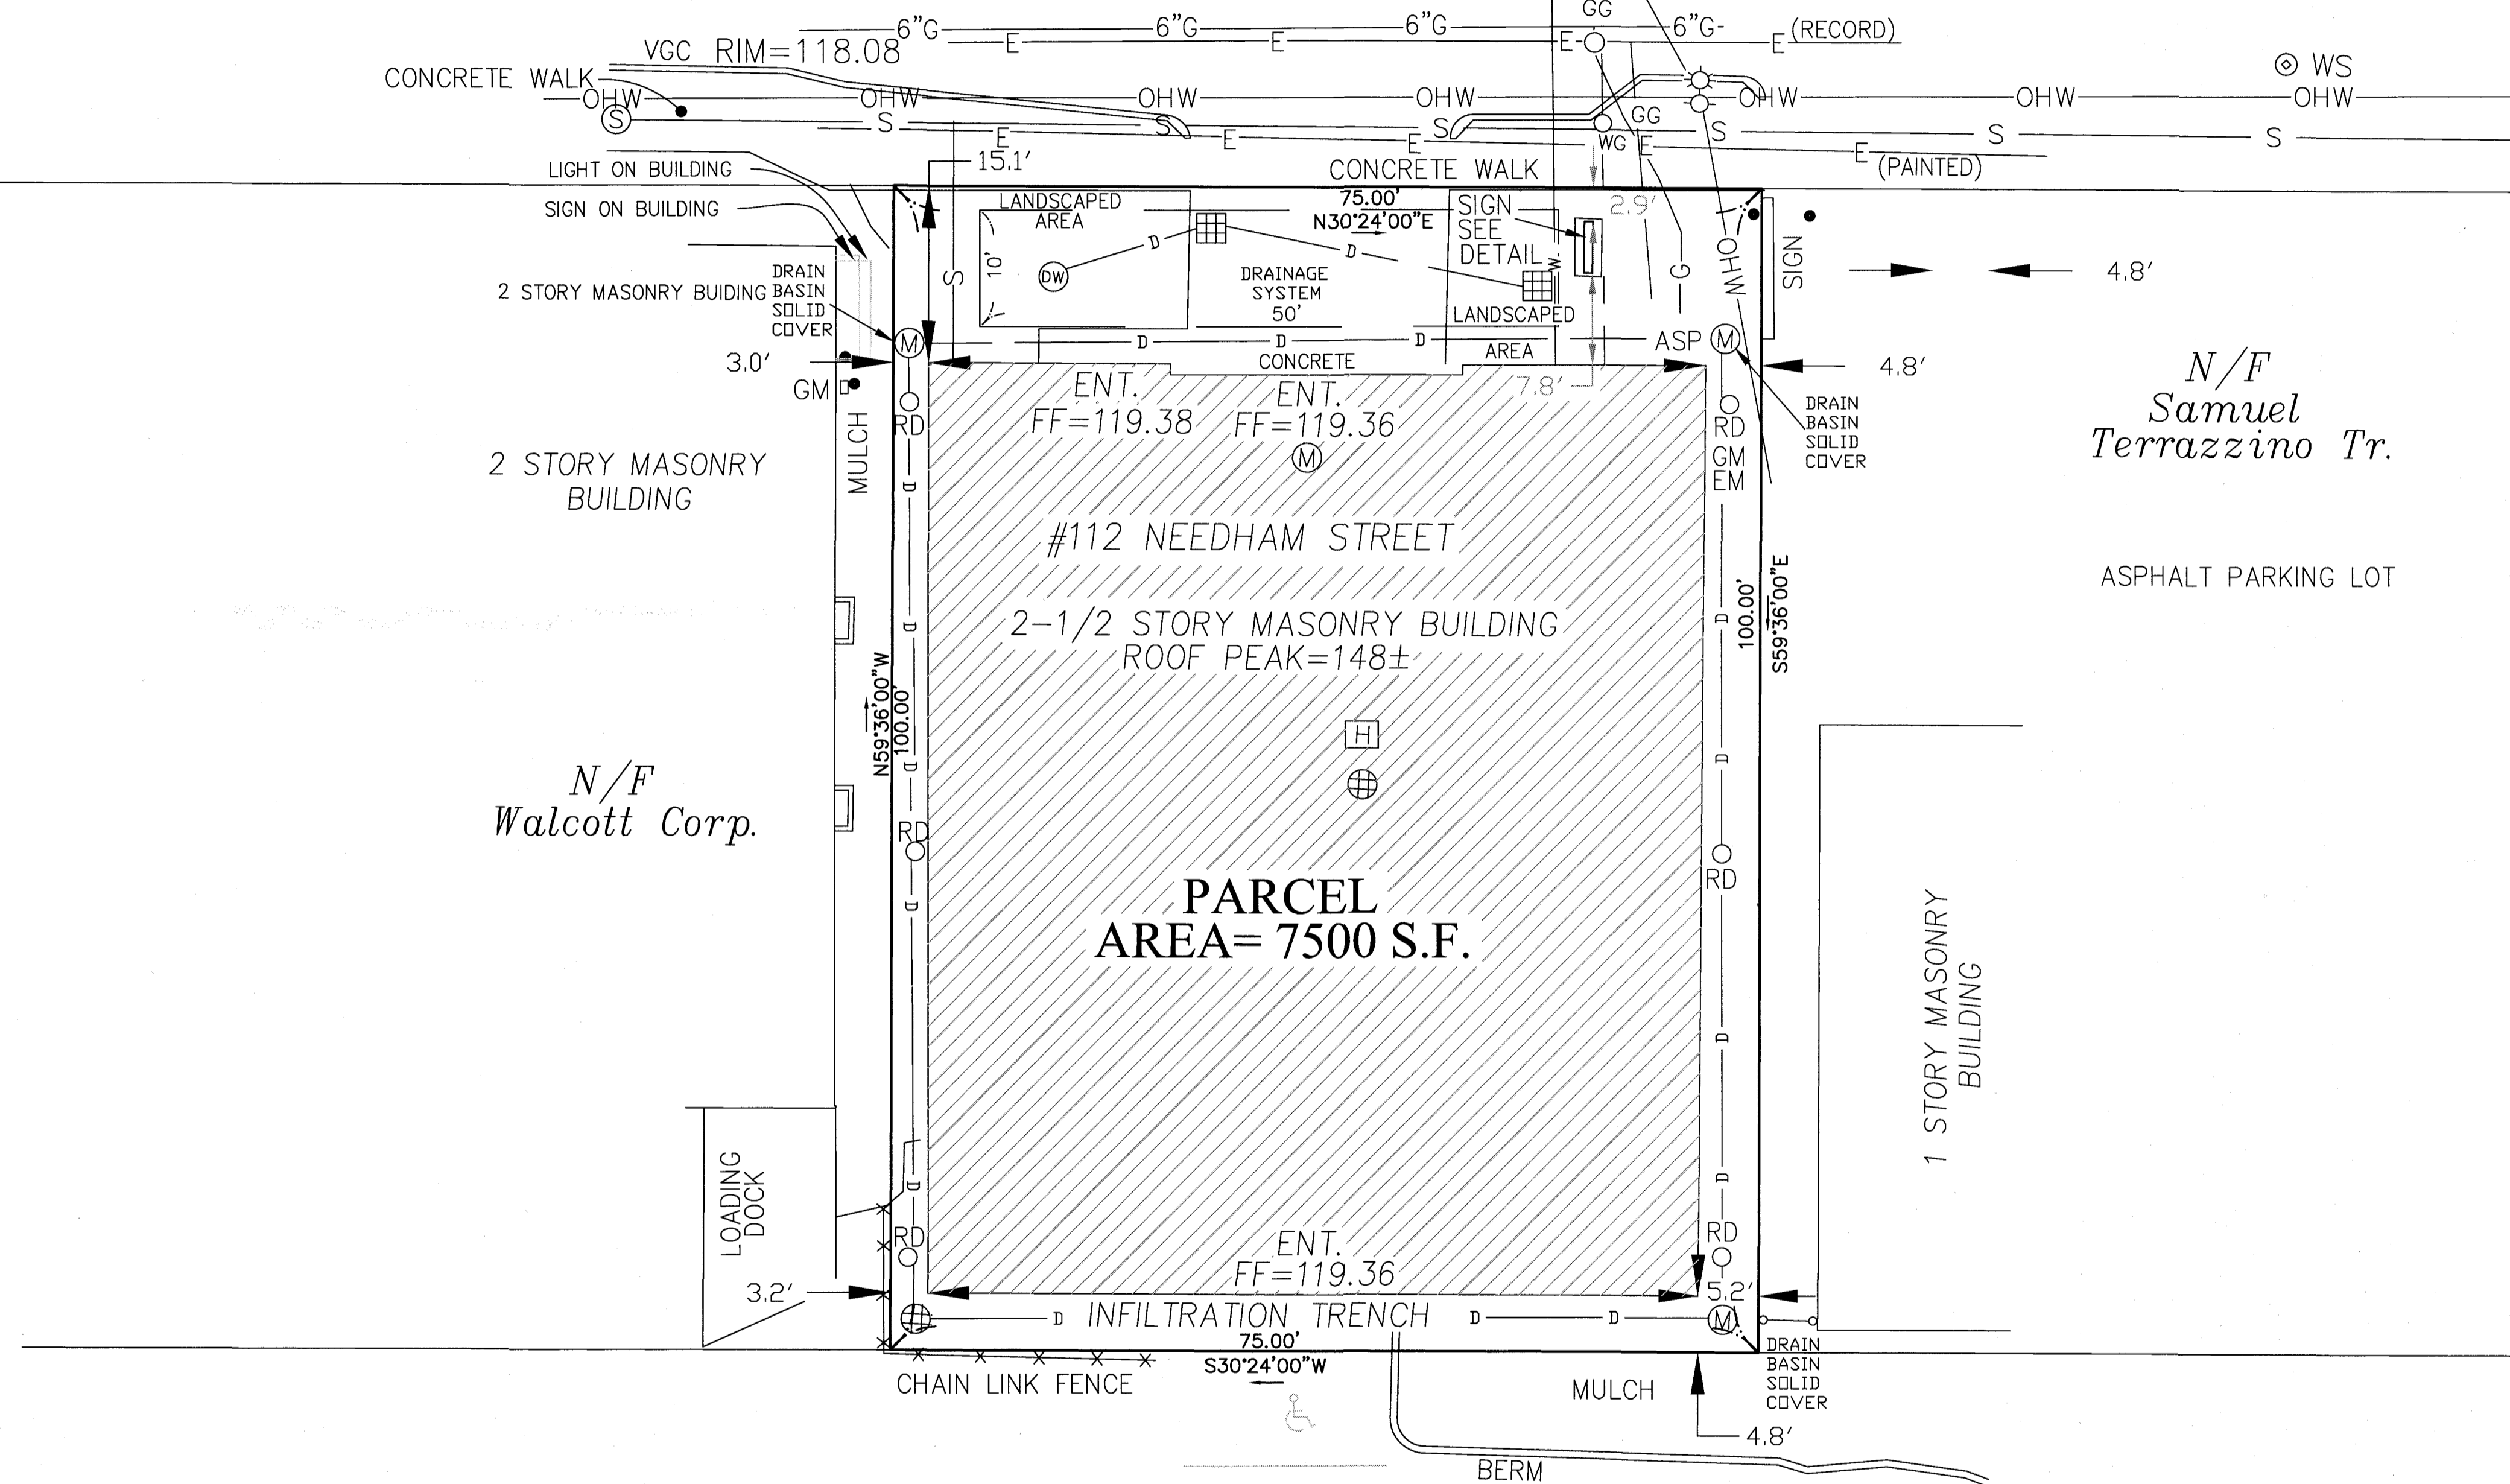 GG
6"G 6"G 6"G 6"G
E E E E (RECORD)
VGC RIM=118.08
WS
CONCRETE WALK
OHW OHW OHW OHW OHW OHW OHW
S S S S S S S
GG
WG
E E E E E (PAINTED)
15.1'
CONCRETE WALK
LIGHT ON BUILDING
SIGN ON BUILDING
LANDSCAPED
AREA
75.00'
N30°24'00"E
SIGN
SEE
DETAIL
2.9'
10'
DW
D
D
DRAINAGE
SYSTEM
50'
W
G
OHW
SIGN
S
4.8'
2 STORY MASONRY BUIDING
DRAIN
BASIN
SOLID
COVER
LANDSCAPED
AREA
M
D D D
ASP
M
CONCRETE
3.0'
4.8'
7.8'
GM
RD
MULCH
ENT.
FF=119.38
ENT.
FF=119.36
M
RD
GM
EM
DRAIN
BASIN
SOLID
COVER
N/F
Samuel
Terrazzino Tr.
2 STORY MASONRY
BUILDING
D
#112 NEEDHAM STREET
ASPHALT PARKING LOT
D
2-1/2 STORY MASONRY BUILDING
ROOF PEAK=148±
D
100.00'
S59°36'00"E
N59°36'00"W
100.00'
H
D
D
N/F
Walcott Corp.
RD
RD
D
PARCEL
AREA= 7500 S.F.
1 STORY MASONRY
BUILDING
D
LOADING
DOCK
D
D
RD
RD
ENT.
FF=119.36
3.2'
5.2'
D INFILTRATION TRENCH D D
M
75.00'
S30°24'00"W
DRAIN
BASIN
SOLID
COVER
CHAIN LINK FENCE
MULCH
4.8'
BERM